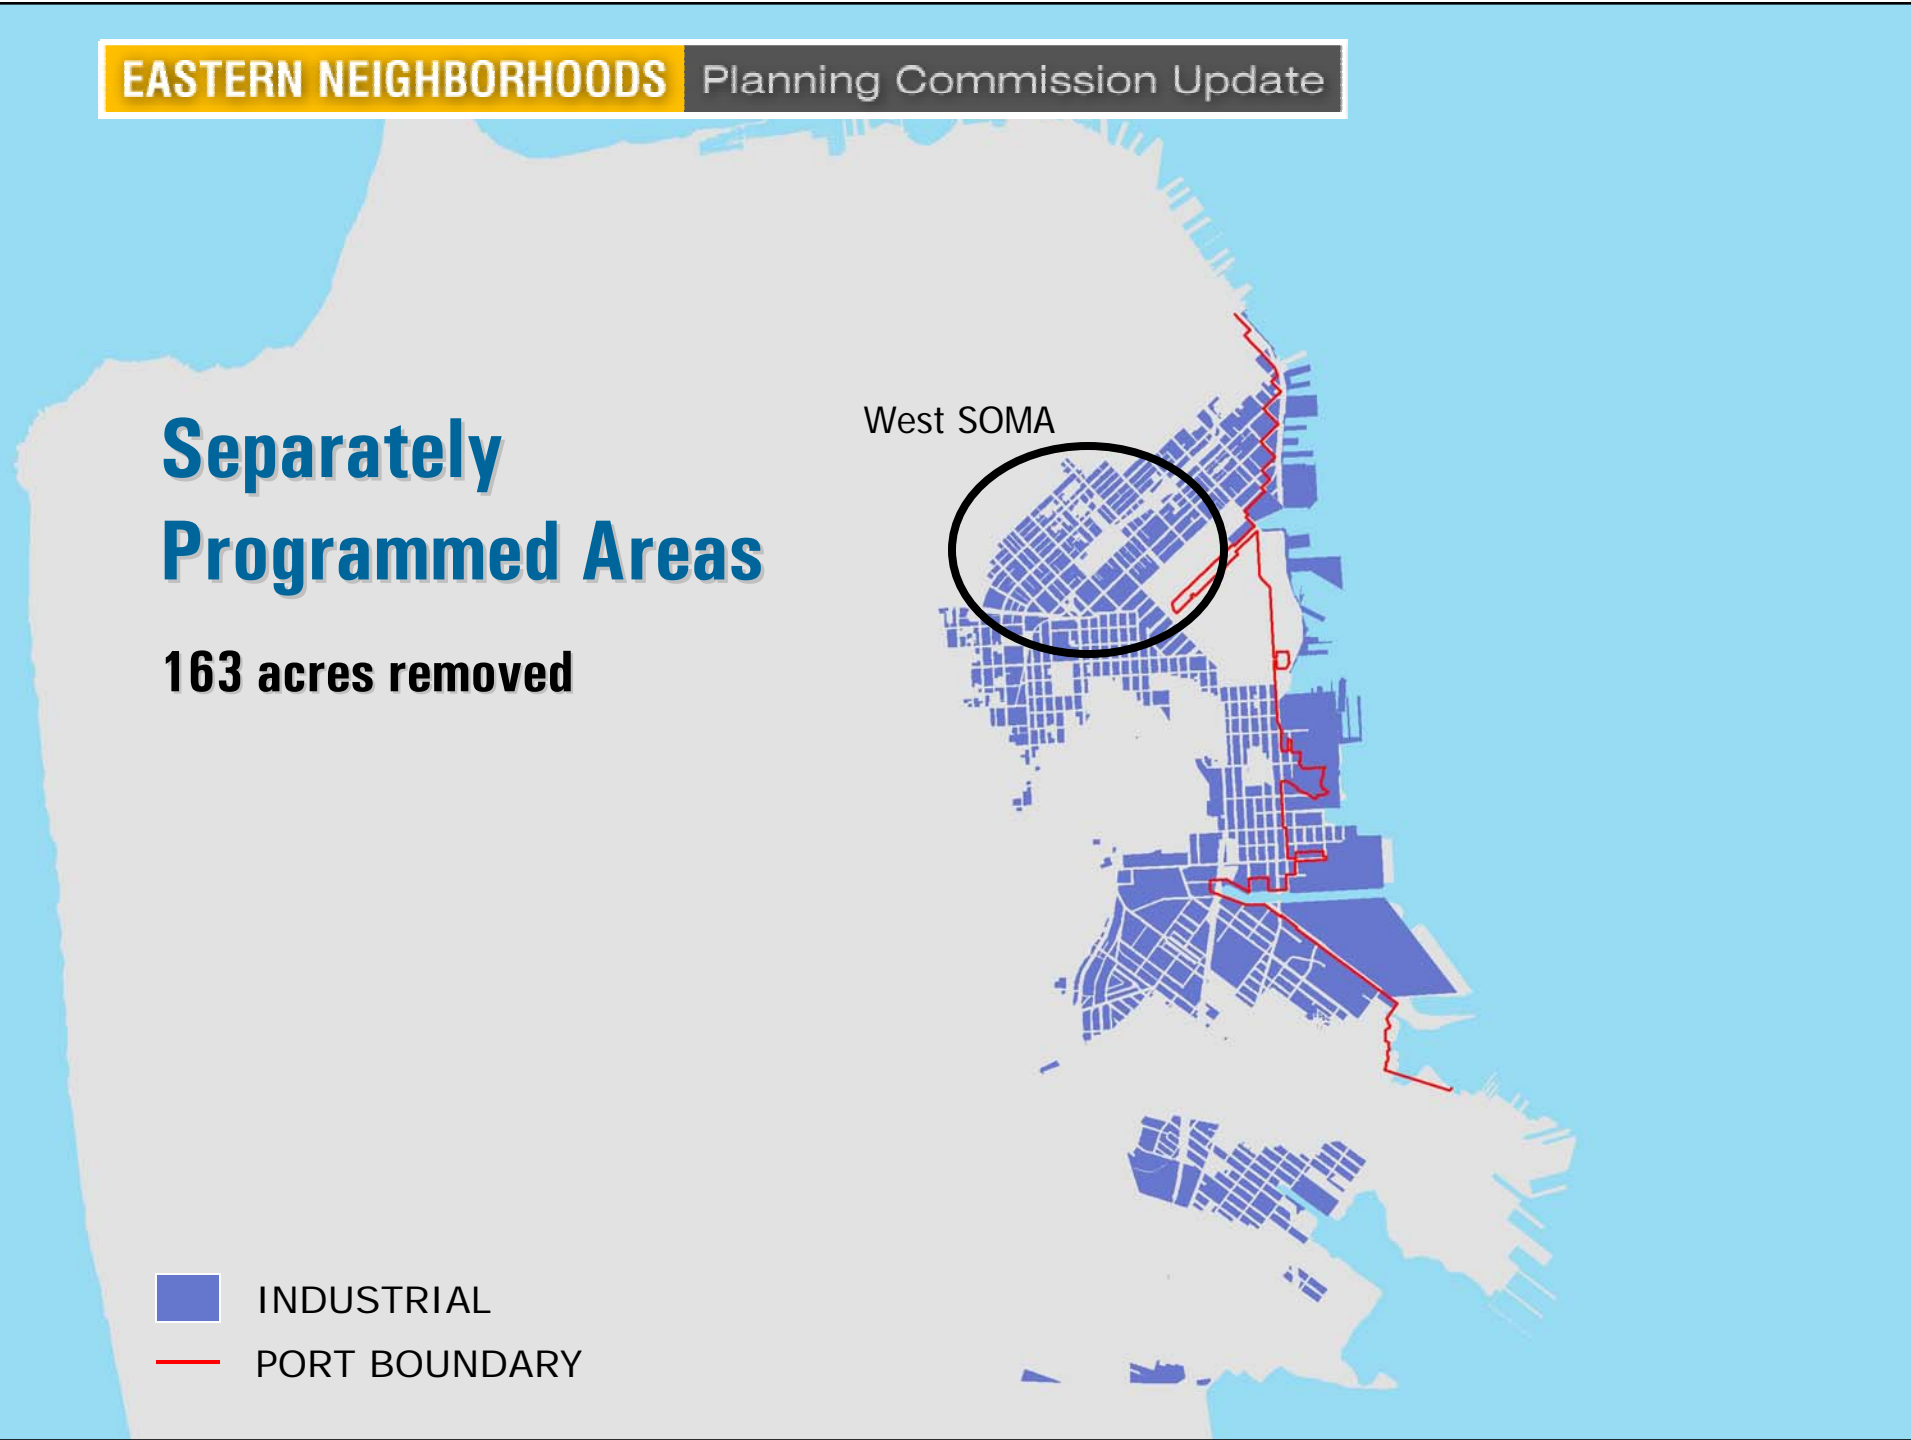 EASTERN NEIGHBORHOODS Planning Commission Update
West SOMA
Separately
Programmed Areas
163 acres removed
INDUSTRIAL
PORT BOUNDARY